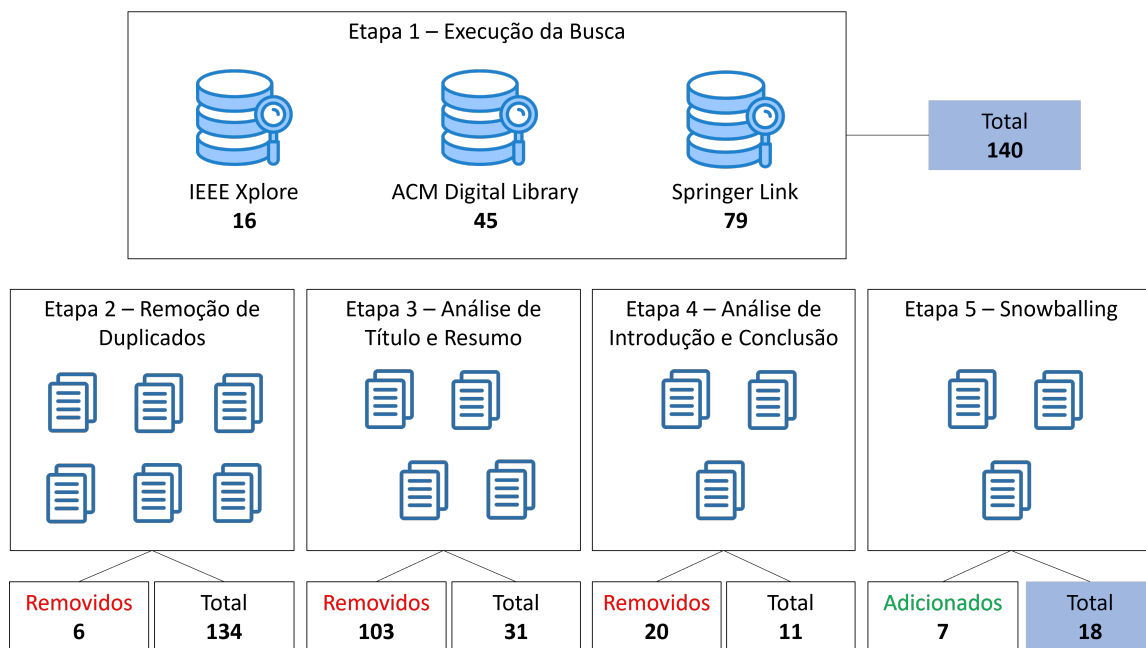 Etapa 1 – Execução da Busca
IEEE Xplore
16
ACM Digital Library
45
Springer Link
79
Total
140
Etapa 2 – Remoção de
Duplicados
Removidos
6
Total
134
Etapa 3 – Análise de
Título e Resumo
Removidos
103
Total
31
Etapa 4 – Análise de
Introdução e Conclusão
Removidos
20
Total
11
Etapa 5 – Snowballing
Adicionados
7
Total
18